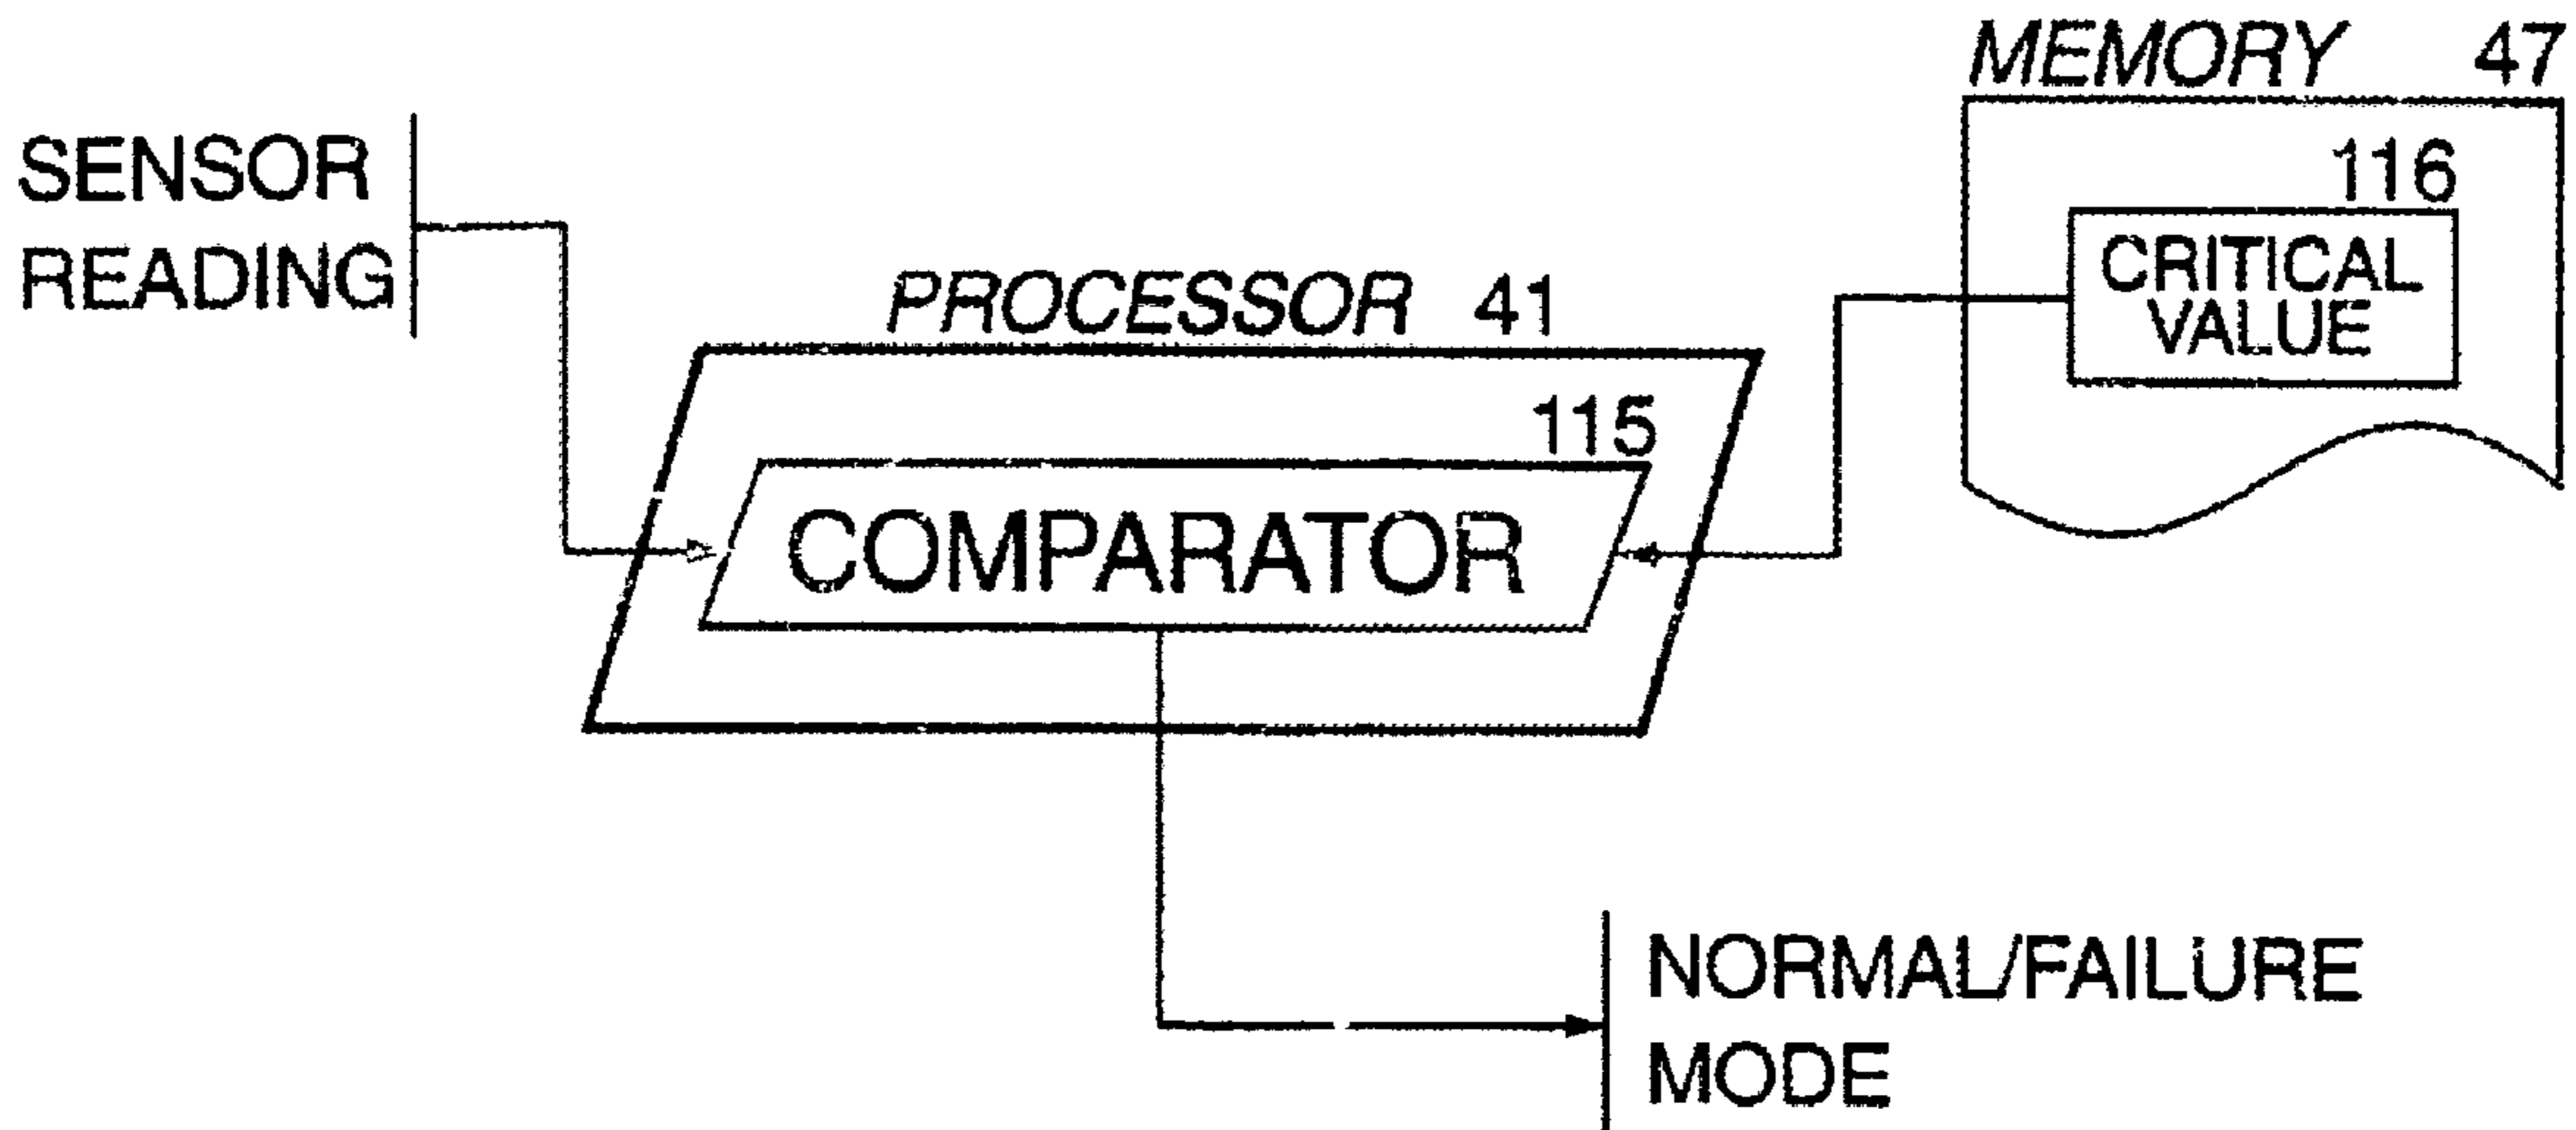 MEMORY 47
SENSOR
READING
116
CRITICAL
VALUE
PROCESSOR 41
115
COMPARATOR
NORMAL/FAILURE
MODE